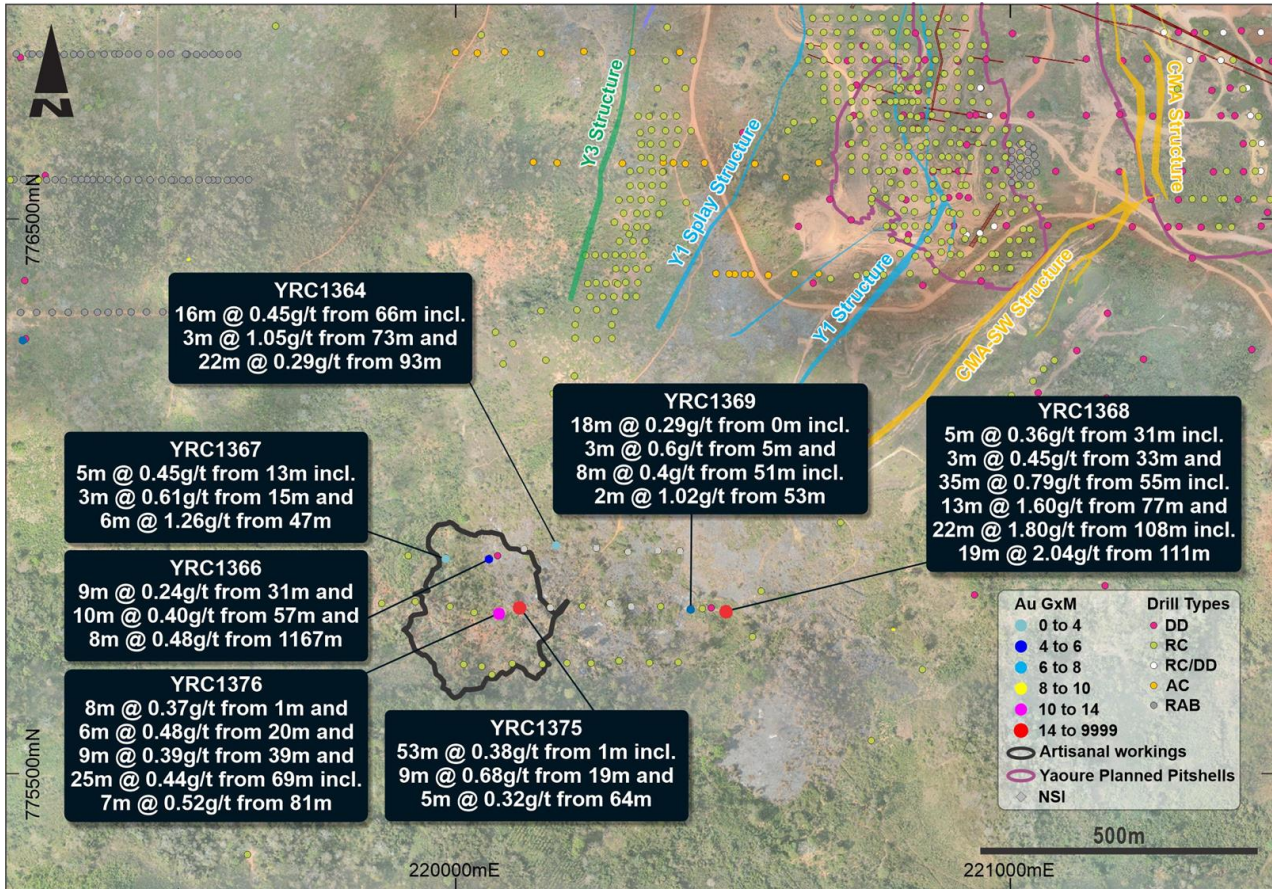 N
Y3 Structure
Y1 Splay Structure
Y1 Structure
CMA Structure
CMA-SW Structure
776500mN
775500mN
220000mE
221000mE
YRC1364
16m @ 0.45g/t from 66m incl.
3m @ 1.05g/t from 73m and
22m @ 0.29g/t from 93m
YRC1367
5m @ 0.45g/t from 13m incl.
3m @ 0.61g/t from 15m and
6m @ 1.26g/t from 47m
YRC1366
9m @ 0.24g/t from 31m and
10m @ 0.40g/t from 57m and
8m @ 0.48g/t from 1167m
YRC1376
8m @ 0.37g/t from 1m and
6m @ 0.48g/t from 20m and
9m @ 0.39g/t from 39m and
25m @ 0.44g/t from 69m incl.
7m @ 0.52g/t from 81m
YRC1375
53m @ 0.38g/t from 1m incl.
9m @ 0.68g/t from 19m and
5m @ 0.32g/t from 64m
YRC1369
18m @ 0.29g/t from 0m incl.
3m @ 0.6g/t from 5m and
8m @ 0.4g/t from 51m incl.
2m @ 1.02g/t from 53m
YRC1368
5m @ 0.36g/t from 31m incl.
3m @ 0.45g/t from 33m and
35m @ 0.79g/t from 55m incl.
13m @ 1.60g/t from 77m and
22m @ 1.80g/t from 108m incl.
19m @ 2.04g/t from 111m
Au GxM
0 to 4
4 to 6
6 to 8
8 to 10
10 to 14
14 to 9999
Drill Types
DD
RC
RC/DD
AC
RAB
Artisanal workings
Yaoure Planned Pitshells
NSI
500m